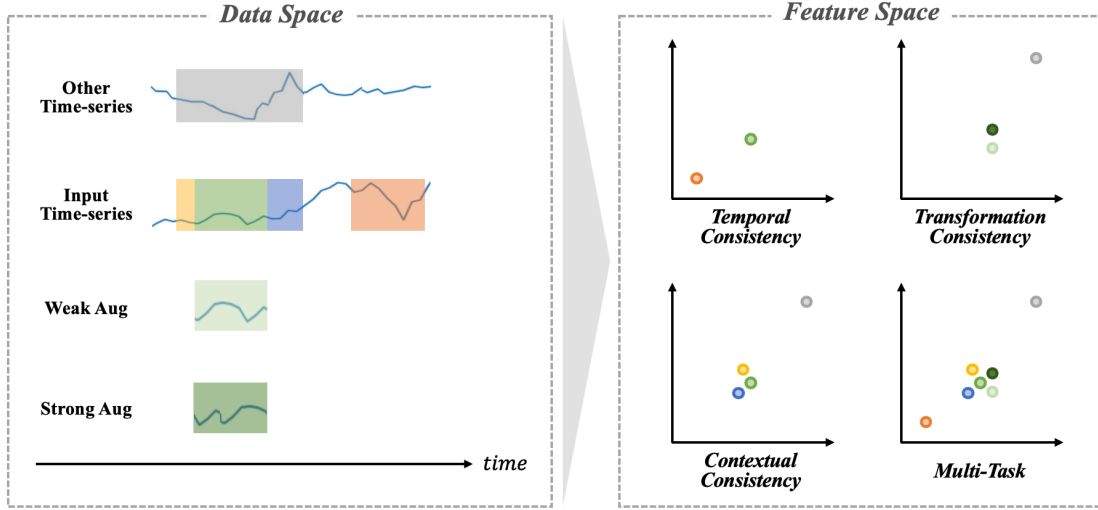 Data Space
Other
Time-series
Input
Time-series
Weak Aug
Strong Aug
time
Feature Space
Temporal
Consistency
Transformation
Consistency
Contextual
Consistency
Multi-Task